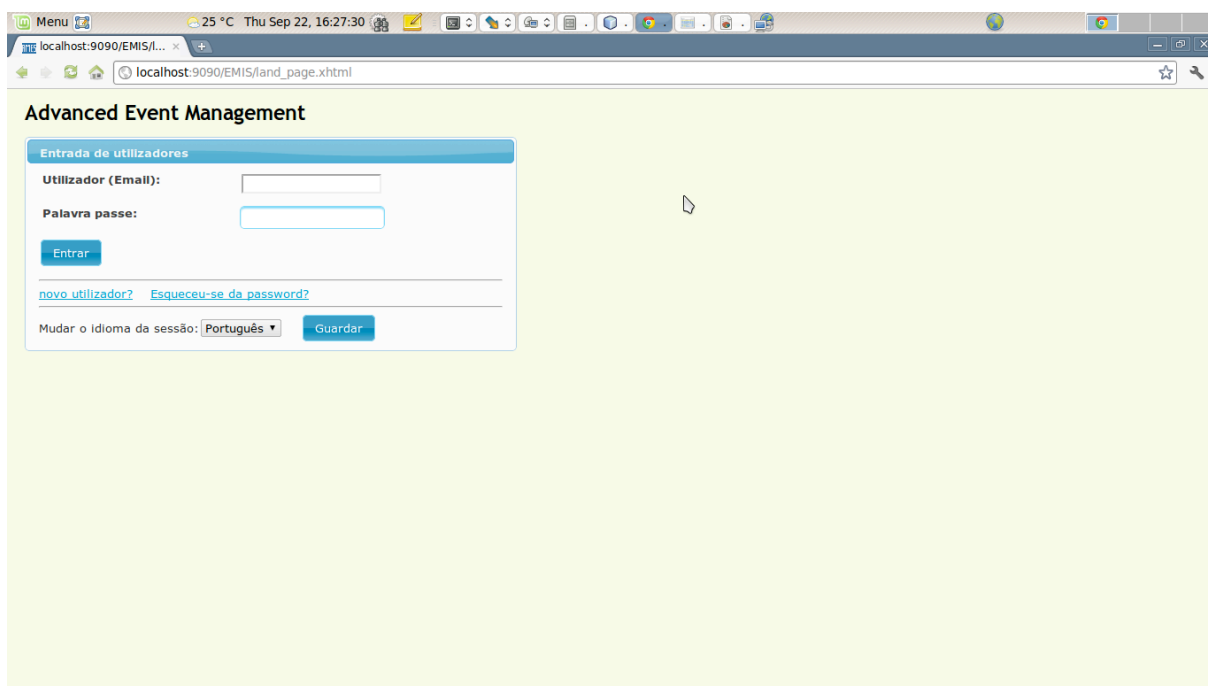 Menu 25 °C Thu Sep 22, 16:27:30
localhost:9090/EMIS/l...
localhost:9090/EMIS/land_page.xhtml
Advanced Event Management
Entrada de utilizadores
Utilizador (Email):
Palavra passe:
Entrar
novo utilizador? Esqueceu-se da password?
Mudar o idioma da sessão: Português Guardar